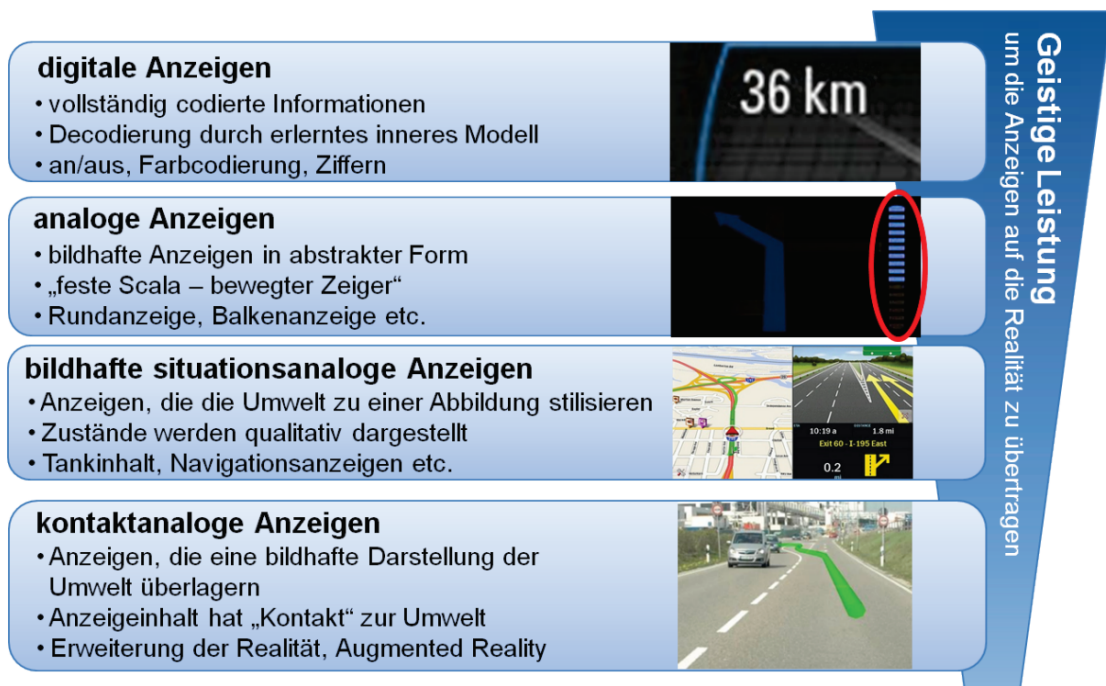 digitale Anzeigen
• vollständig codierte Informationen
• Decodierung durch erlerntes inneres Modell
• an/aus, Farbcodierung, Ziffern
36 km
analoge Anzeigen
• bildhafte Anzeigen in abstrakter Form
• „feste Scala – bewegter Zeiger“
• Rundanzeige, Balkenanzeige etc.
bildhafte situationsanaloge Anzeigen
• Anzeigen, die die Umwelt zu einer Abbildung stilisieren
• Zustände werden qualitativ dargestellt
• Tankinhalt, Navigationsanzeigen etc.
10:19 a 1.8 mi
Exit 60 - I-195 East
0.2
kontaktanaloge Anzeigen
• Anzeigen, die eine bildhafte Darstellung der
Umwelt überlagern
• Anzeigeinhalt hat „Kontakt“ zur Umwelt
• Erweiterung der Realität, Augmented Reality
Geistige Leistung
um die Anzeigen auf die Realität zu übertragen